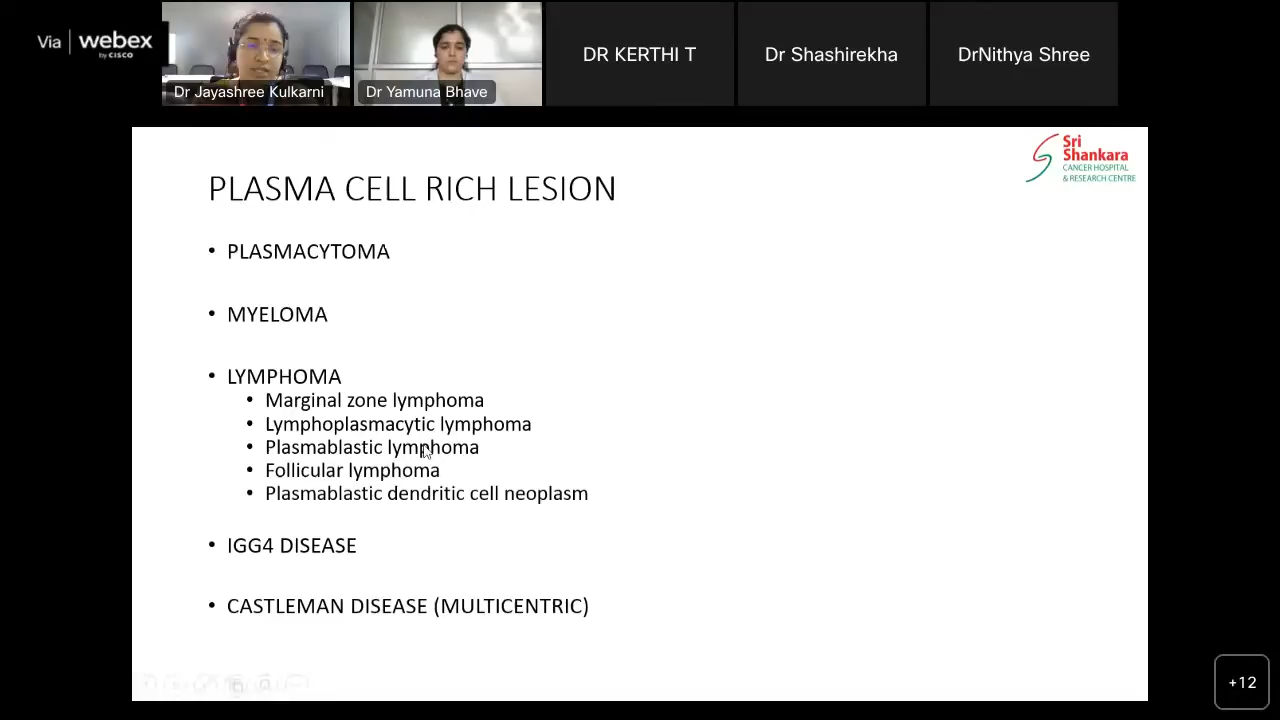 Via webex
by CISCO
Dr Jayashree Kulkarni
Dr Yamuna Bhave
DR KERTHI T
Dr Shashirekha
DrNithya Shree
Sri
Shankara
CANCER HOSPITAL
& RESEARCH CENTRE
PLASMA CELL RICH LESION
• PLASMACYTOMA
• MYELOMA
• LYMPHOMA
• Marginal zone lymphoma
• Lymphoplasmacytic lymphoma
• Plasmablastic lymphoma
• Follicular lymphoma
• Plasmablastic dendritic cell neoplasm
• IGG4 DISEASE
• CASTLEMAN DISEASE (MULTICENTRIC)
+12